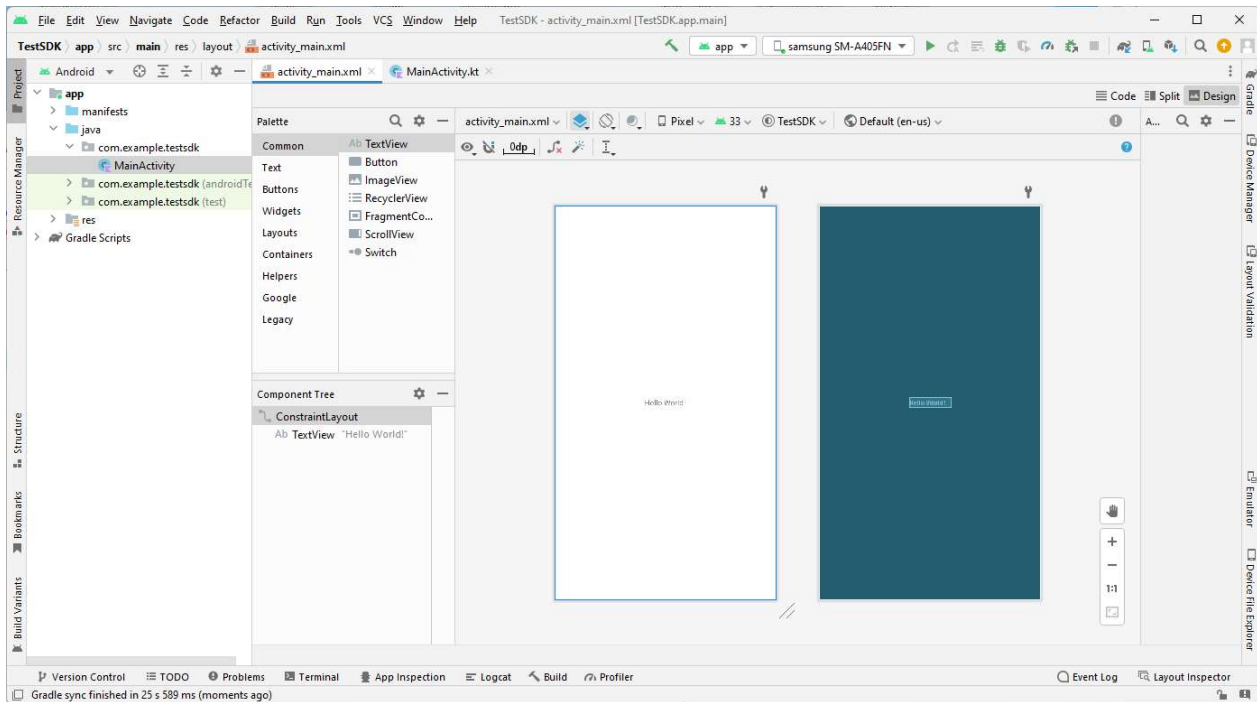 File Edit View Navigate Code Refactor Build Run Tools VCS Window Help TestSDK - activity_main.xml [TestSDK.app.main]
TestSDK app src main res layout activity_main.xml app samsung SM-A405FN
Project
Android
activity_main.xml MainActivity.kt
Code Split Design
app
manifests
java
com.example.testsdk
MainActivity
com.example.testsdk (androidTe
com.example.testsdk (test)
res
Gradle Scripts
Resource Manager
Structure
Bookmarks
Build Variants
Palette
Common
Text
Buttons
Widgets
Layouts
Containers
Helpers
Google
Legacy
Ab TextView
Button
ImageView
RecyclerView
FragmentCo...
ScrollView
Switch
Component Tree
ConstraintLayout
Ab TextView "Hello World!"
activity_main.xml Pixel 33 TestSDK Default (en-us)
0dp
A...
Hello World!
Hello World!
1:1
Gradle
Device Manager
Layout Validation
Emulator
Device File Explorer
Version Control TODO Problems Terminal App Inspection Logcat Build Profiler Event Log Layout Inspector
Gradle sync finished in 25 s 589 ms (moments ago)